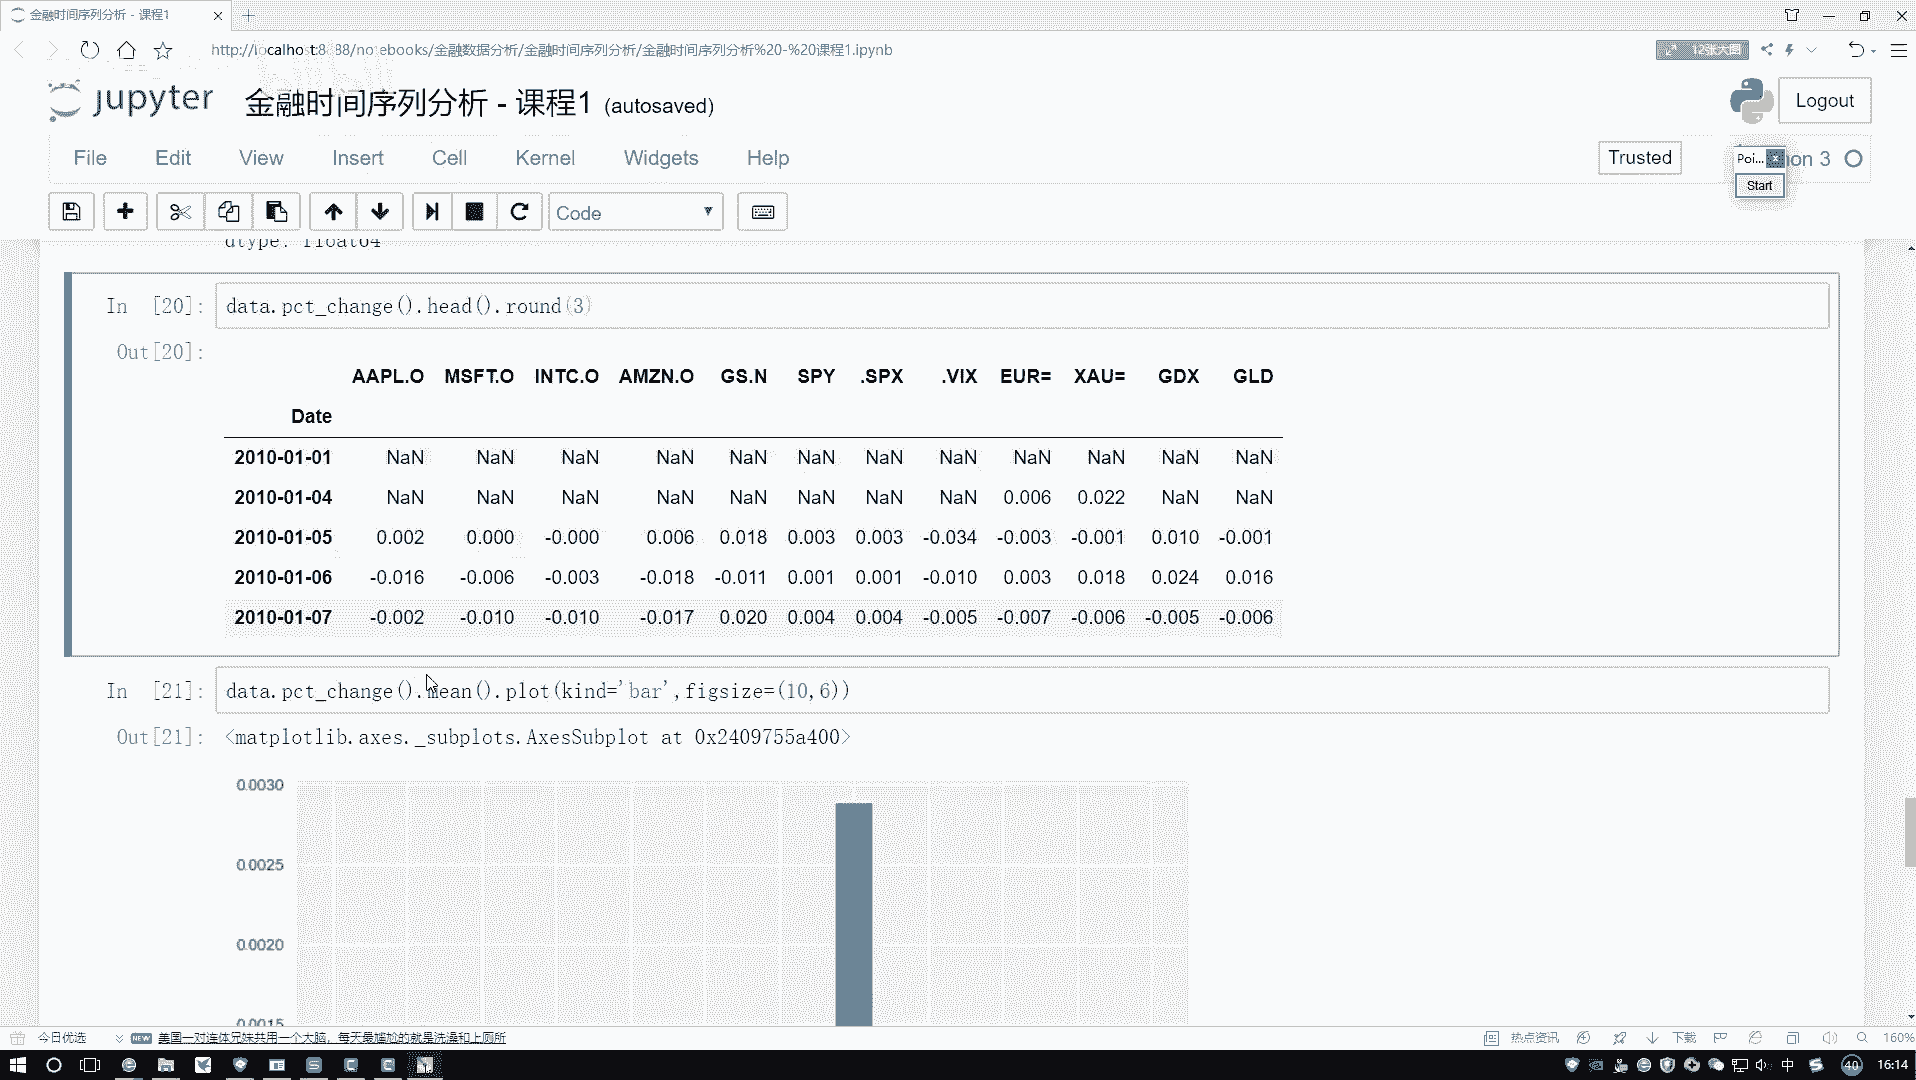 金融时间序列分析 - 课程1
http://localhost:8888/notebooks/金融数据分析/金融时间序列分析/金融时间序列分析%20-%20课程1.ipynb
12张大图
jupyter 金融时间序列分析 - 课程1 (autosaved)
Logout
File Edit View Insert Cell Kernel Widgets Help
Trusted
Poi... on 3
Start
Code
dtype: float64
In [20]: data.pct_change().head().round(3)
Out[20]:
AAPL.O MSFT.O INTC.O AMZN.O GS.N SPY .SPX .VIX EUR= XAU= GDX GLD
Date
2010-01-01 NaN NaN NaN NaN NaN NaN NaN NaN NaN NaN NaN NaN
2010-01-04 NaN NaN NaN NaN NaN NaN NaN NaN 0.006 0.022 NaN NaN
2010-01-05 0.002 0.000 -0.000 0.006 0.018 0.003 0.003 -0.034 -0.003 -0.001 0.010 -0.001
2010-01-06 -0.016 -0.006 -0.003 -0.018 -0.011 0.001 0.001 -0.010 0.003 0.018 0.024 0.016
2010-01-07 -0.002 -0.010 -0.010 -0.017 0.020 0.004 0.004 -0.005 -0.007 -0.006 -0.005 -0.006
In [21]: data.pct_change().mean().plot(kind='bar',figsize=(10,6))
Out[21]: <matplotlib.axes._subplots.AxesSubplot at 0x2409755a400>
0.0030
0.0025
0.0020
0.0015
今日优选 NEW 美国一对连体兄妹共用一个大脑，每天最尴尬的就是洗澡和上厕所
热点资讯 下载 160%
中 40 16:14